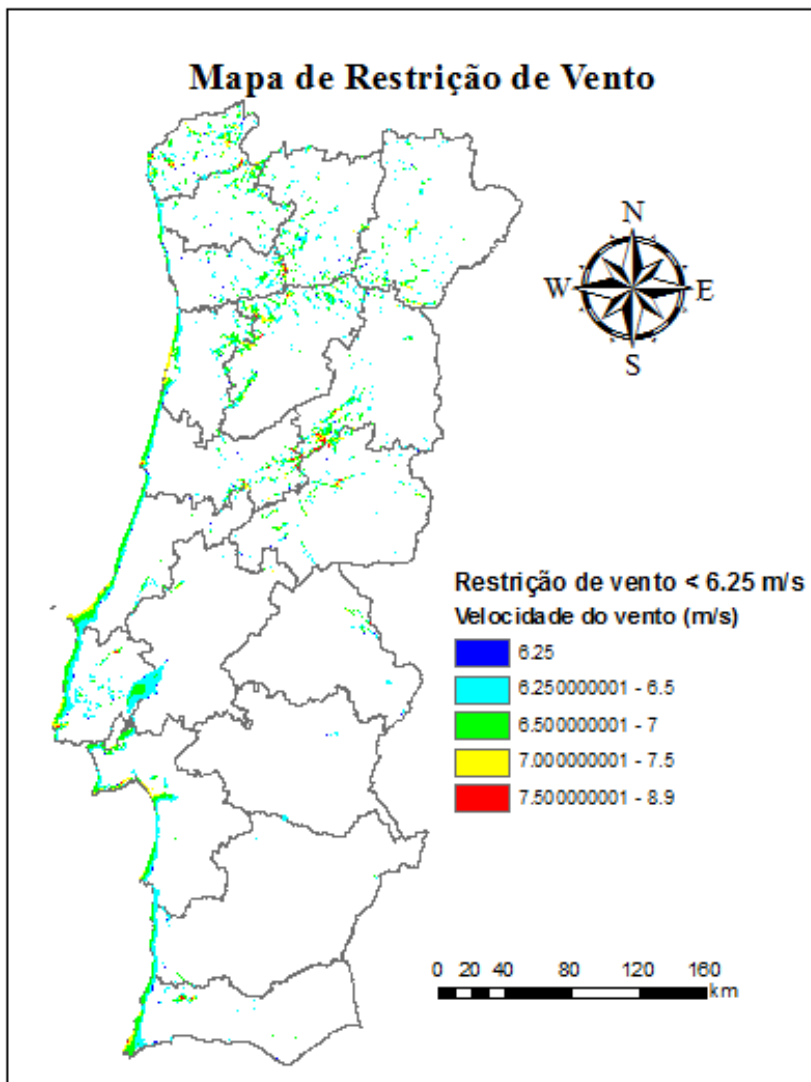 Mapa de Restrição de Vento
N
W E
S
Restrição de vento < 6.25 m/s
Velocidade do vento (m/s)
6.25
6.250000001 - 6.5
6.500000001 - 7
7.000000001 - 7.5
7.500000001 - 8.9
0 20 40 80 120 160
km